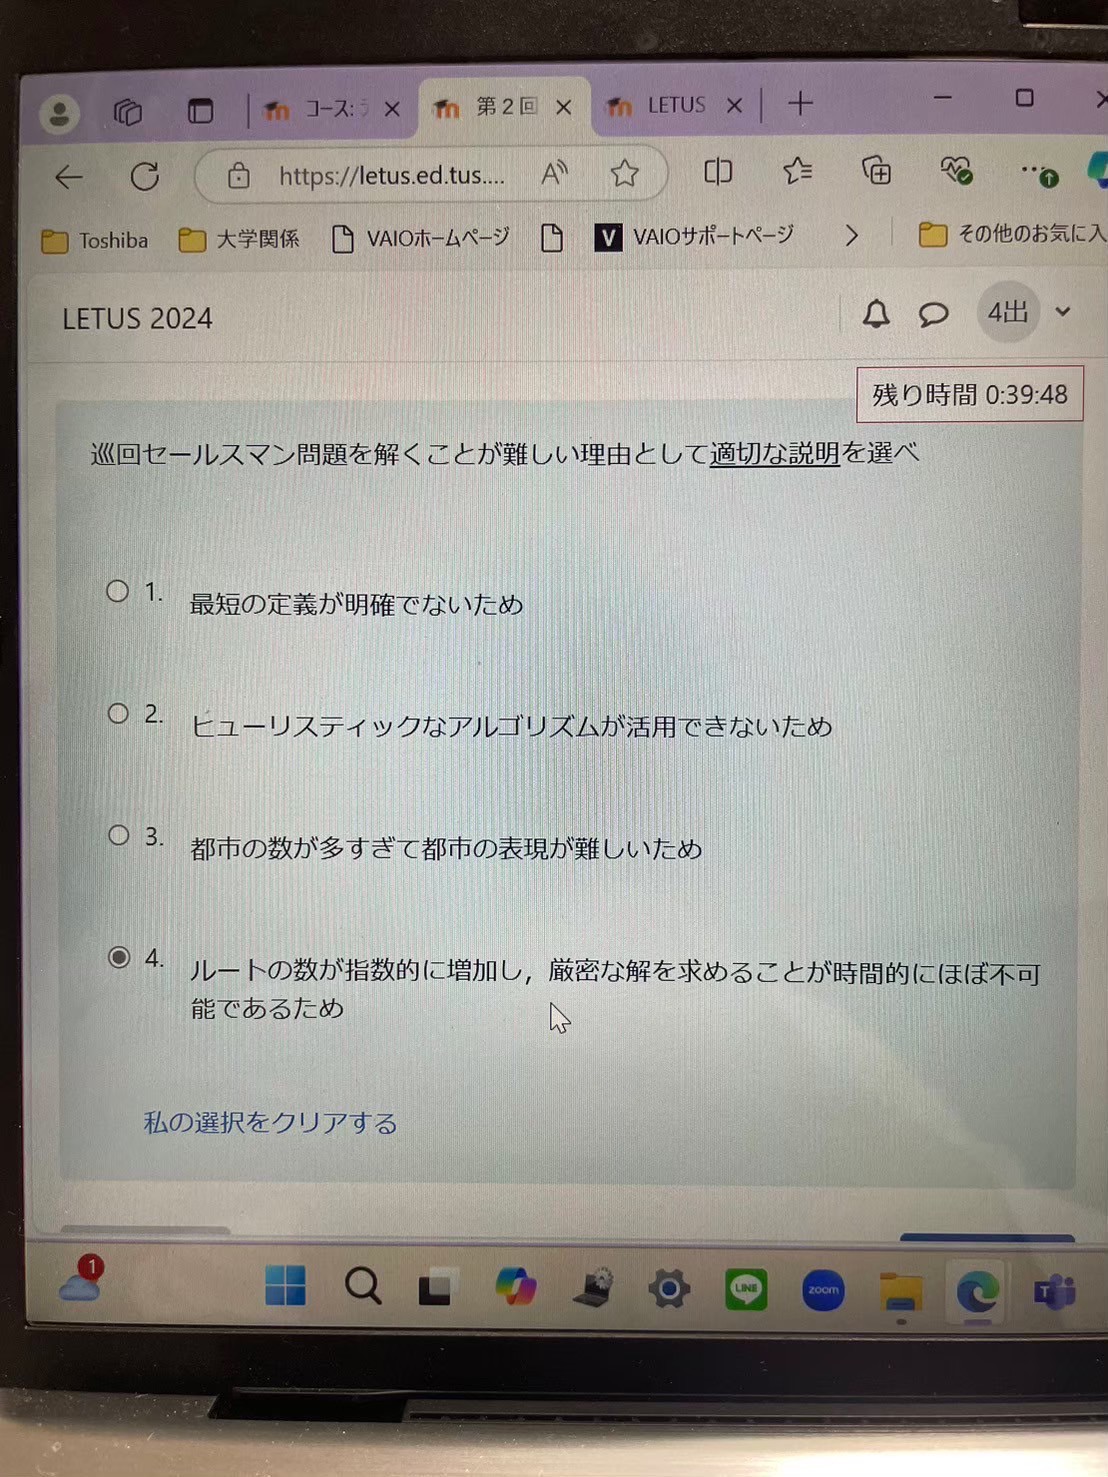 コース: ラ
第２回
LETUS
https://letus.ed.tus....
Toshiba
大学関係
VAIOホームページ
V
VAIOサポートページ
その他のお気に入
LETUS 2024
4出
残り時間 0:39:48
巡回セールスマン問題を解くことが難しい理由として適切な説明を選べ
1. 最短の定義が明確でないため
2. ヒューリスティックなアルゴリズムが活用できないため
3. 都市の数が多すぎて都市の表現が難しいため
4. ルートの数が指数的に増加し，厳密な解を求めることが時間的にほぼ不可
能であるため
私の選択をクリアする
1
LINE
zoom
T